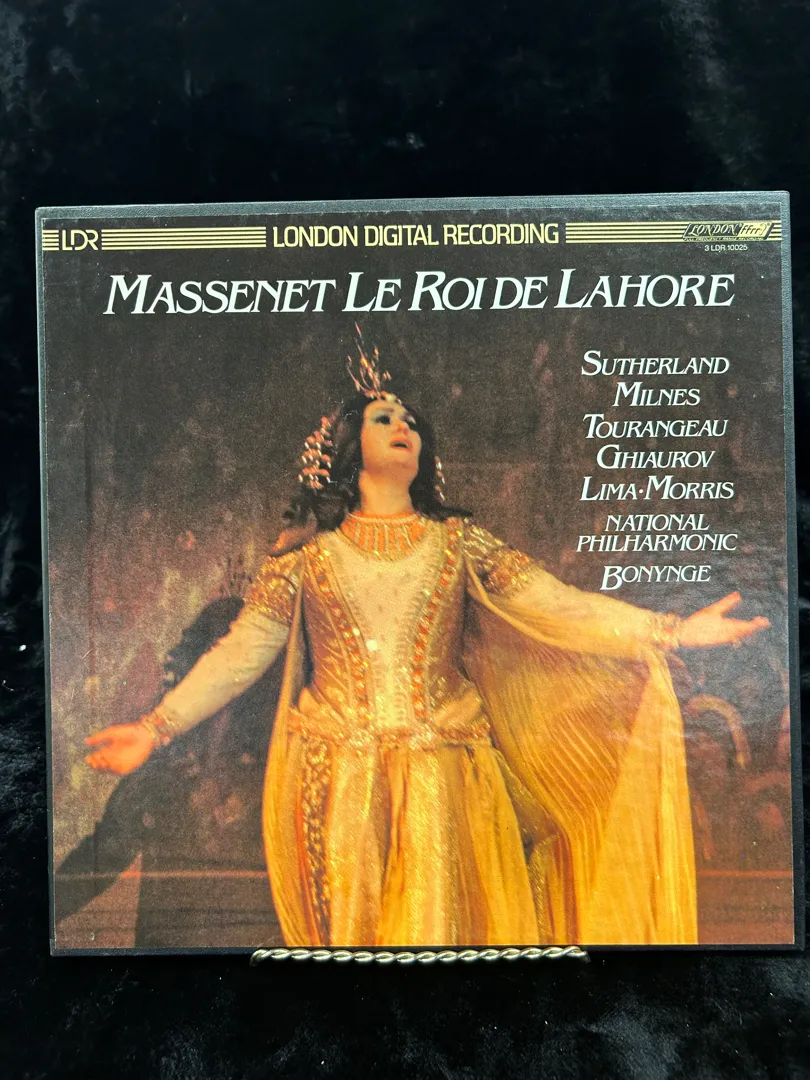 LDR LONDON DIGITAL RECORDING LONDON ffrr
3 LDR 10025
MASSENET LE ROI DE LAHORE
SUTHERLAND
MILNES
TOURANGEAU
GHIAUROV
LIMA·MORRIS
NATIONAL
PHILHARMONIC
BONYNGE